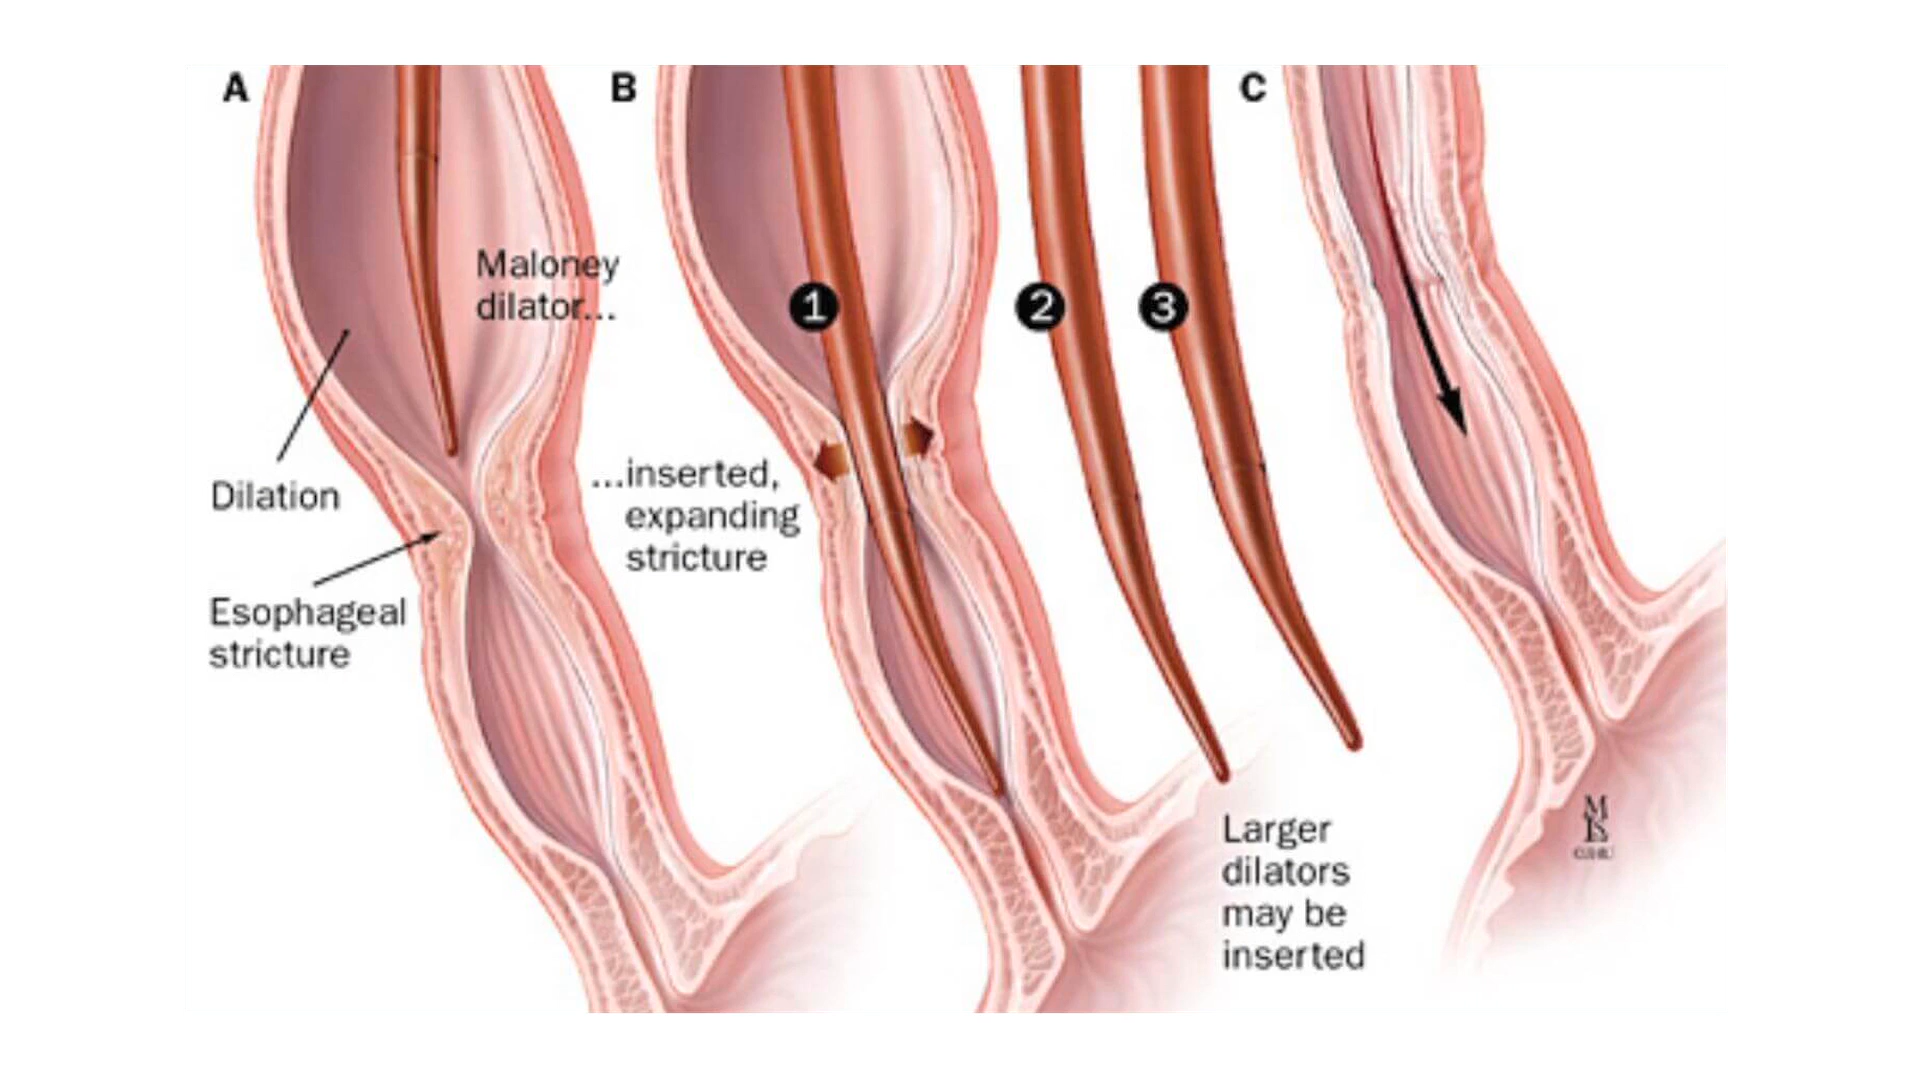 A
B
C
Maloney
dilator...
1
2
3
Dilation
...inserted,
expanding
stricture
Esophageal
stricture
Larger
dilators
may be
inserted